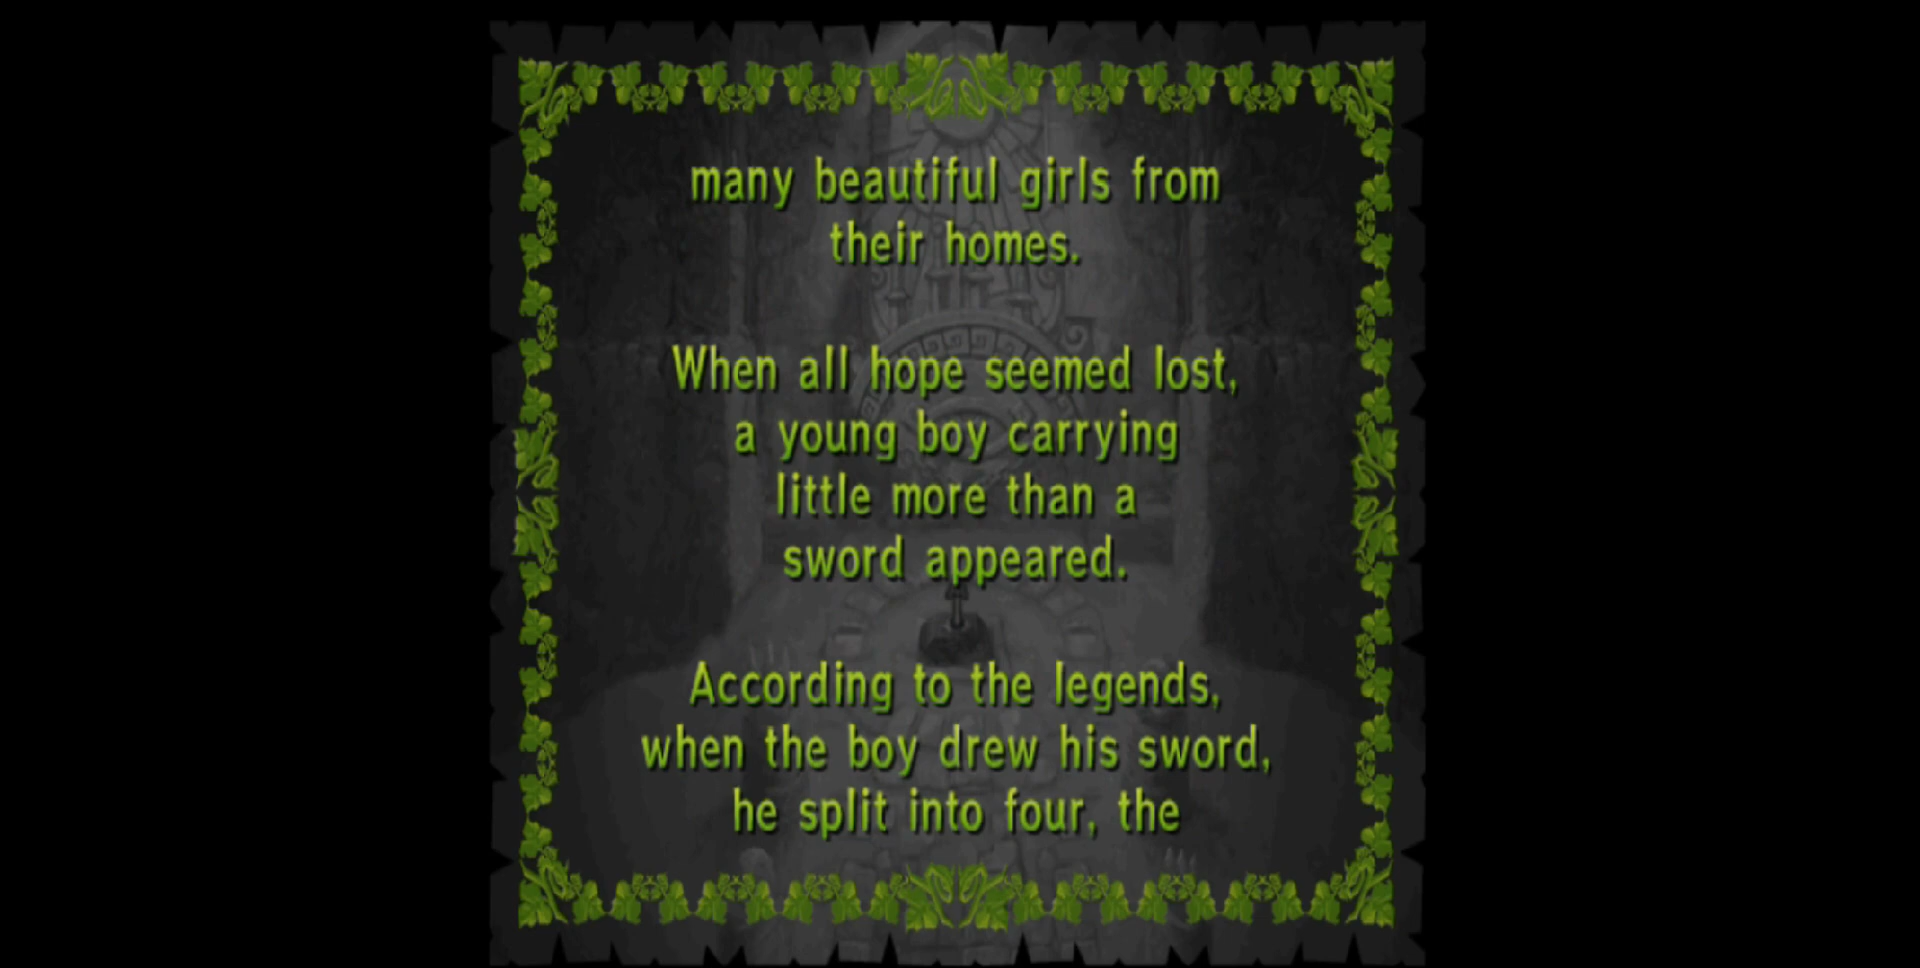 many beautiful girls from
their homes.
When all hope seemed lost,
a young boy carrying
little more than a
sword appeared.
According to the legends,
when the boy drew his sword,
he split into four, the